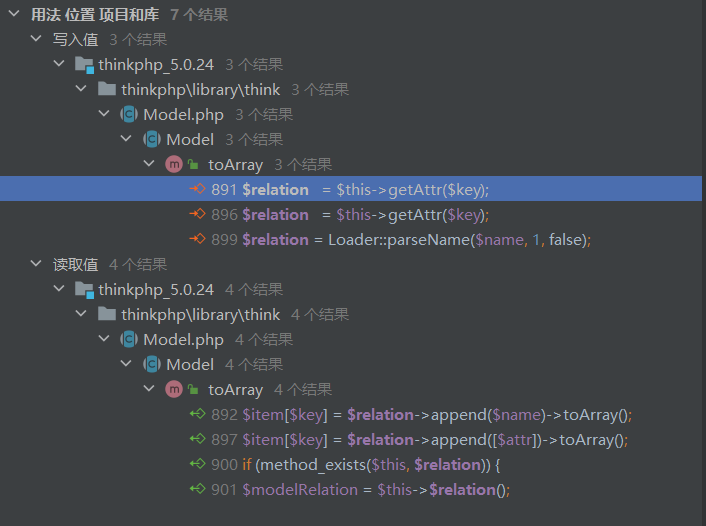 用法 位置 项目和库 7 个结果
写入值 3 个结果
thinkphp_5.0.24 3 个结果
thinkphp\library\think 3 个结果
Model.php 3 个结果
Model 3 个结果
toArray 3 个结果
891 $relation = $this->getAttr($key);
896 $relation = $this->getAttr($key);
899 $relation = Loader::parseName($name, 1, false);
读取值 4 个结果
thinkphp_5.0.24 4 个结果
thinkphp\library\think 4 个结果
Model.php 4 个结果
Model 4 个结果
toArray 4 个结果
892 $item[$key] = $relation->append($name)->toArray();
897 $item[$key] = $relation->append([$attr])->toArray();
900 if (method_exists($this, $relation)) {
901 $modelRelation = $this->$relation();